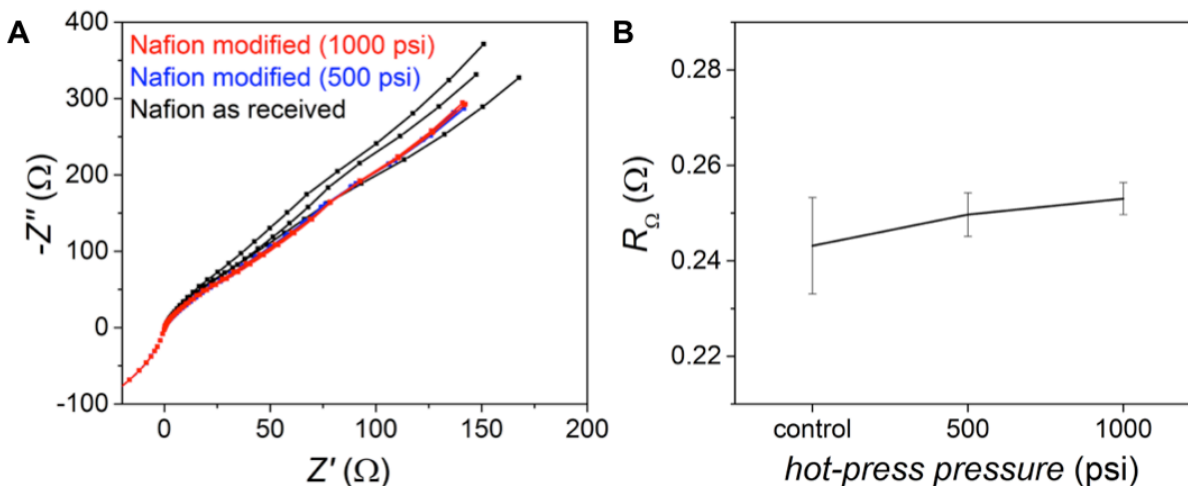 A
B
Nafion modified (1000 psi)
Nafion modified (500 psi)
Nafion as received
400
300
200
100
0
-100
-Z″ (Ω)
0
50
100
150
200
Z′ (Ω)
0.28
0.26
0.24
0.22
RΩ (Ω)
control
500
1000
hot-press pressure (psi)